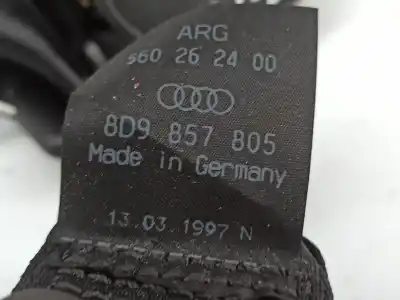 ARG
560 26 24 00
8D9 857 805
Made in Germany
13.03.1997 N